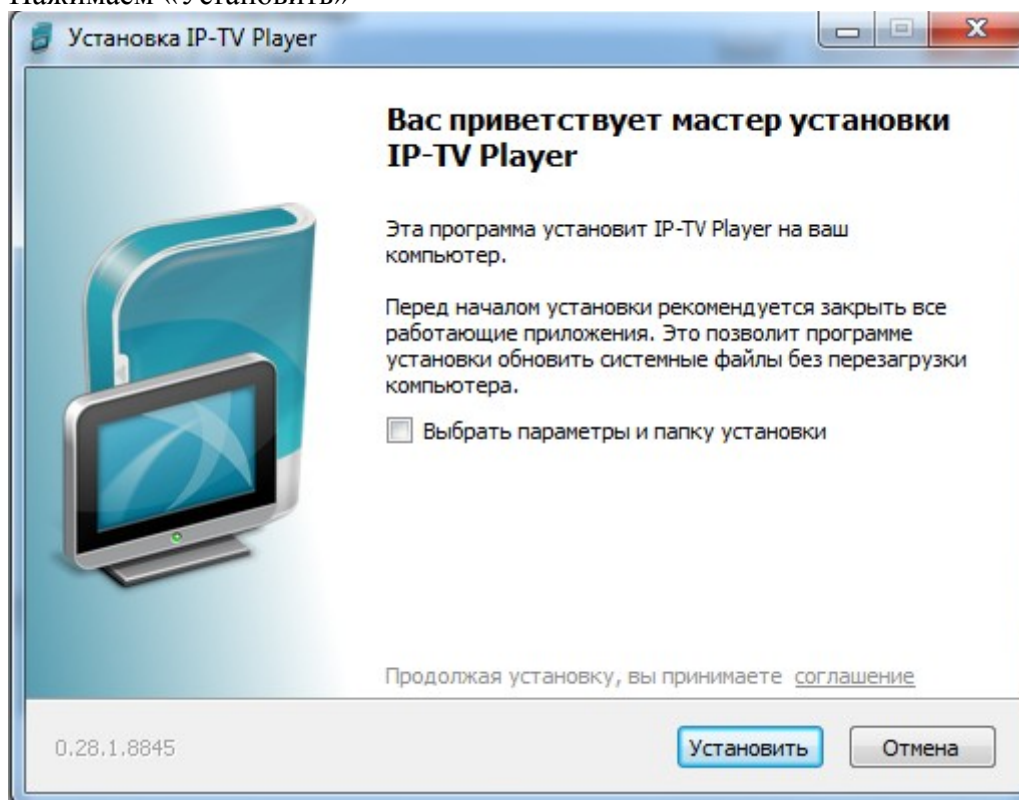 Нажимаем «Установить»
Установка IP-TV Player
Вас приветствует мастер установки
IP-TV Player
Эта программа установит IP-TV Player на ваш
компьютер.
Перед началом установки рекомендуется закрыть все
работающие приложения. Это позволит программе
установки обновить системные файлы без перезагрузки
компьютера.
Выбрать параметры и папку установки
Продолжая установку, вы принимаете соглашение
0.28.1.8845
Установить
Отмена